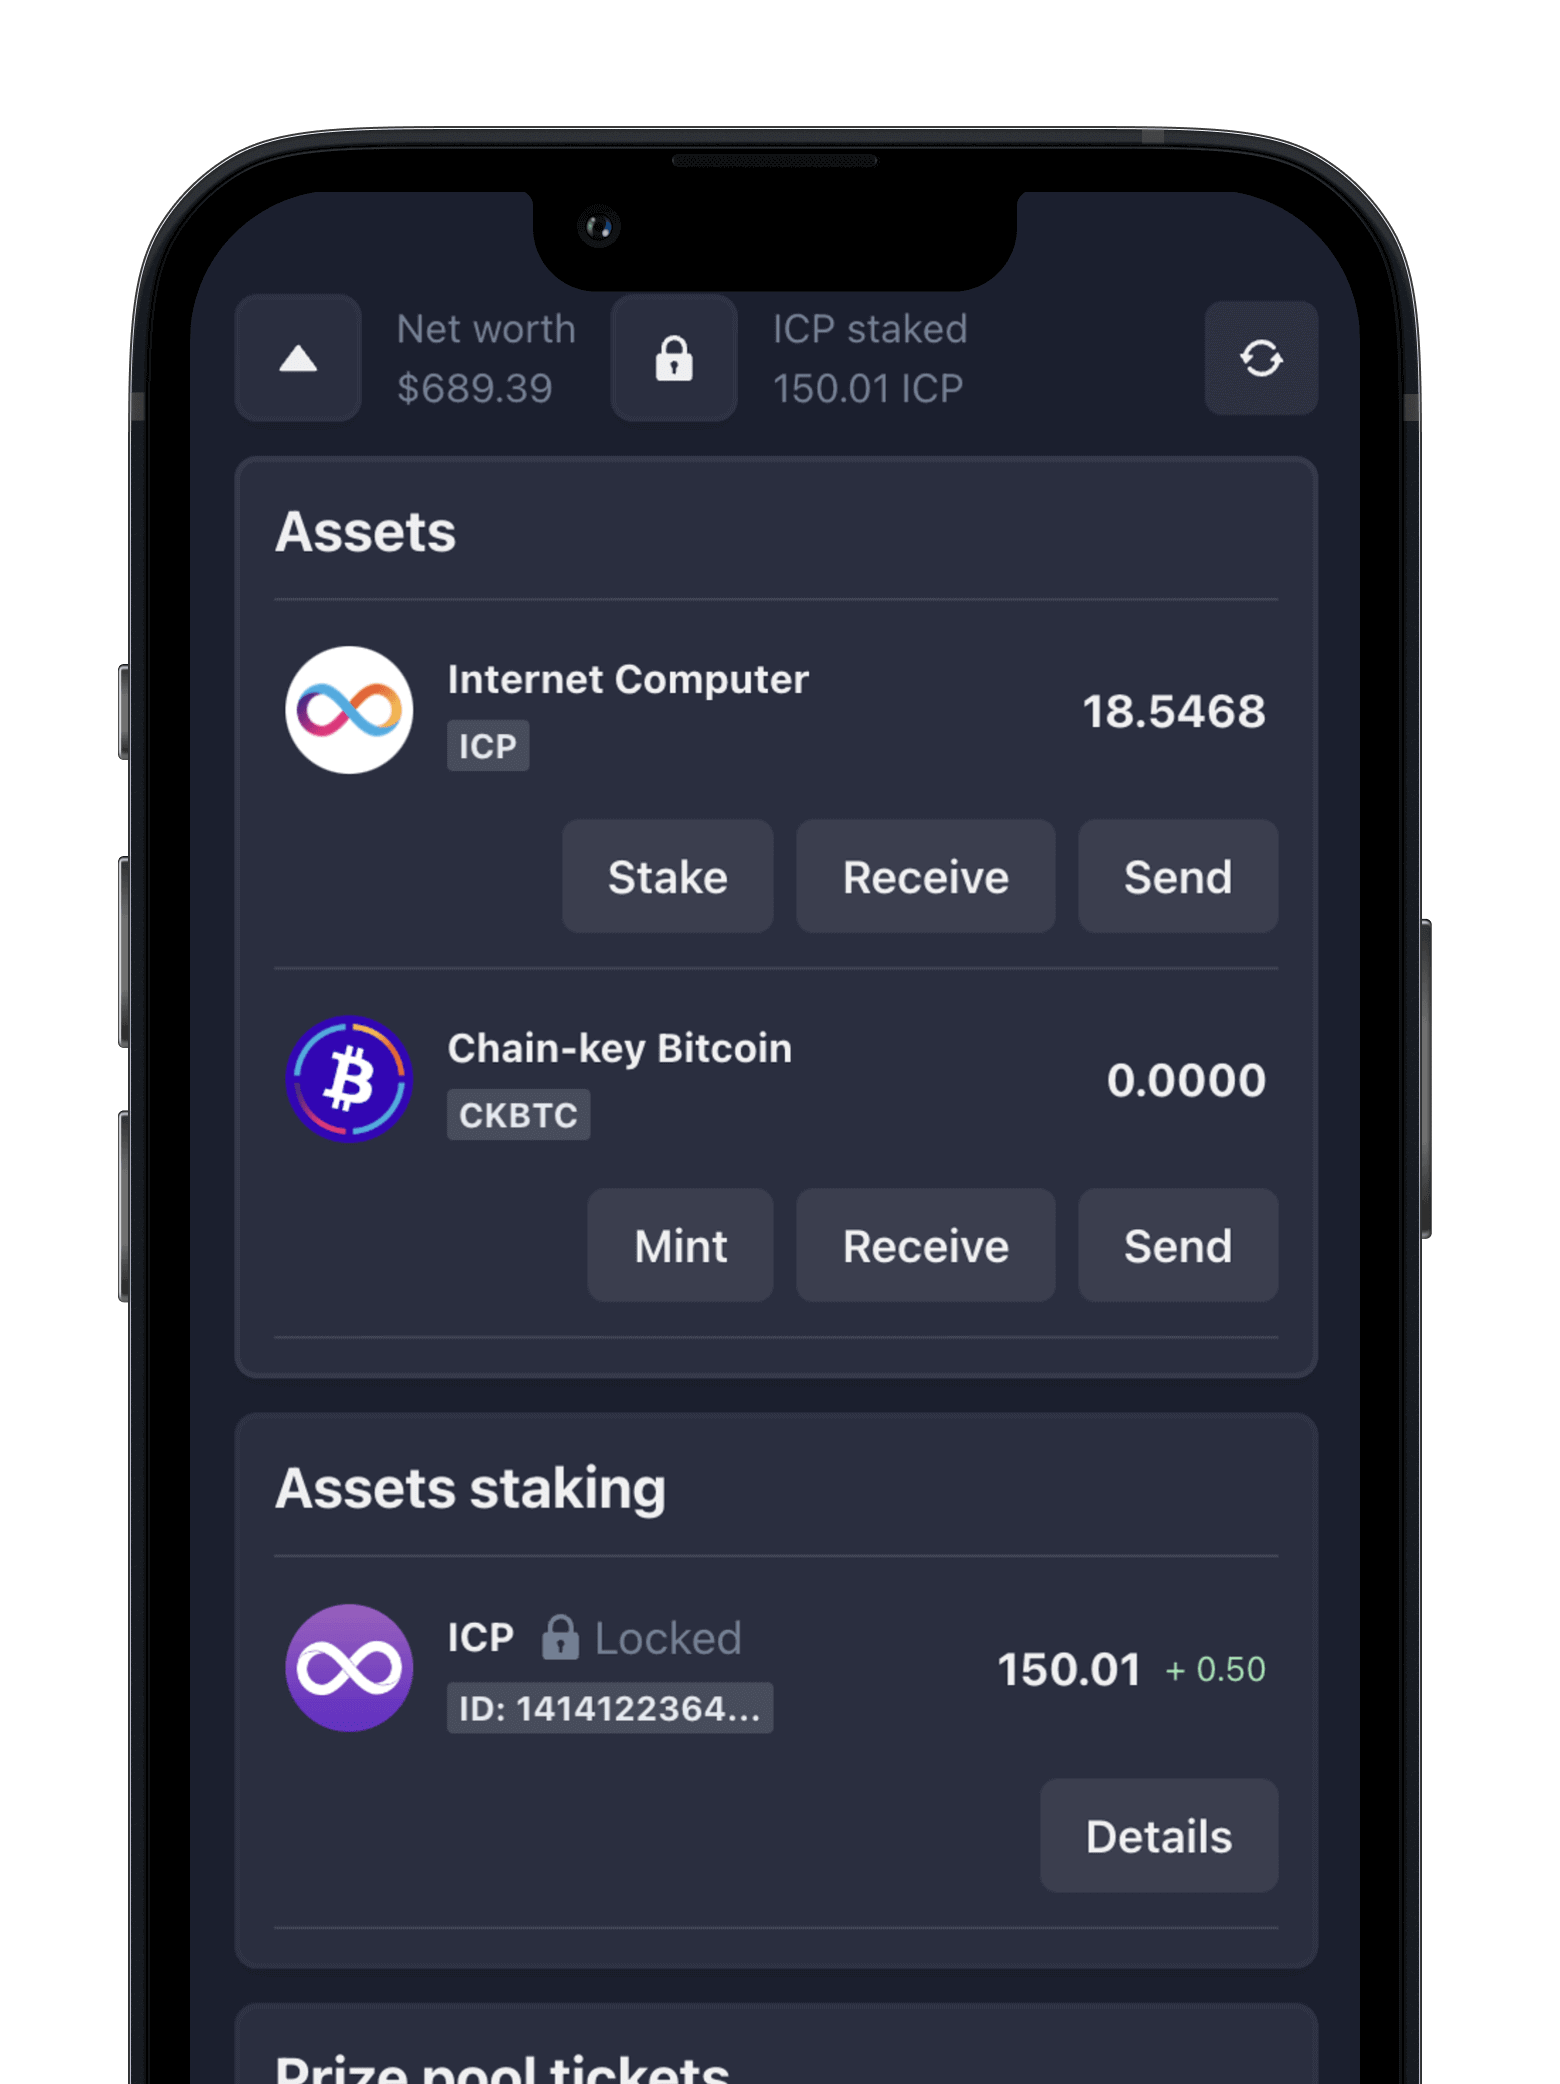 Net worth
$689.39
ICP staked
150.01 ICP
Assets
Internet Computer
ICP
18.5468
Stake
Receive
Send
Chain-key Bitcoin
CKBTC
0.0000
Mint
Receive
Send
Assets staking
ICP Locked
ID: 1414122364...
150.01 + 0.50
Details
Prize pool tickets